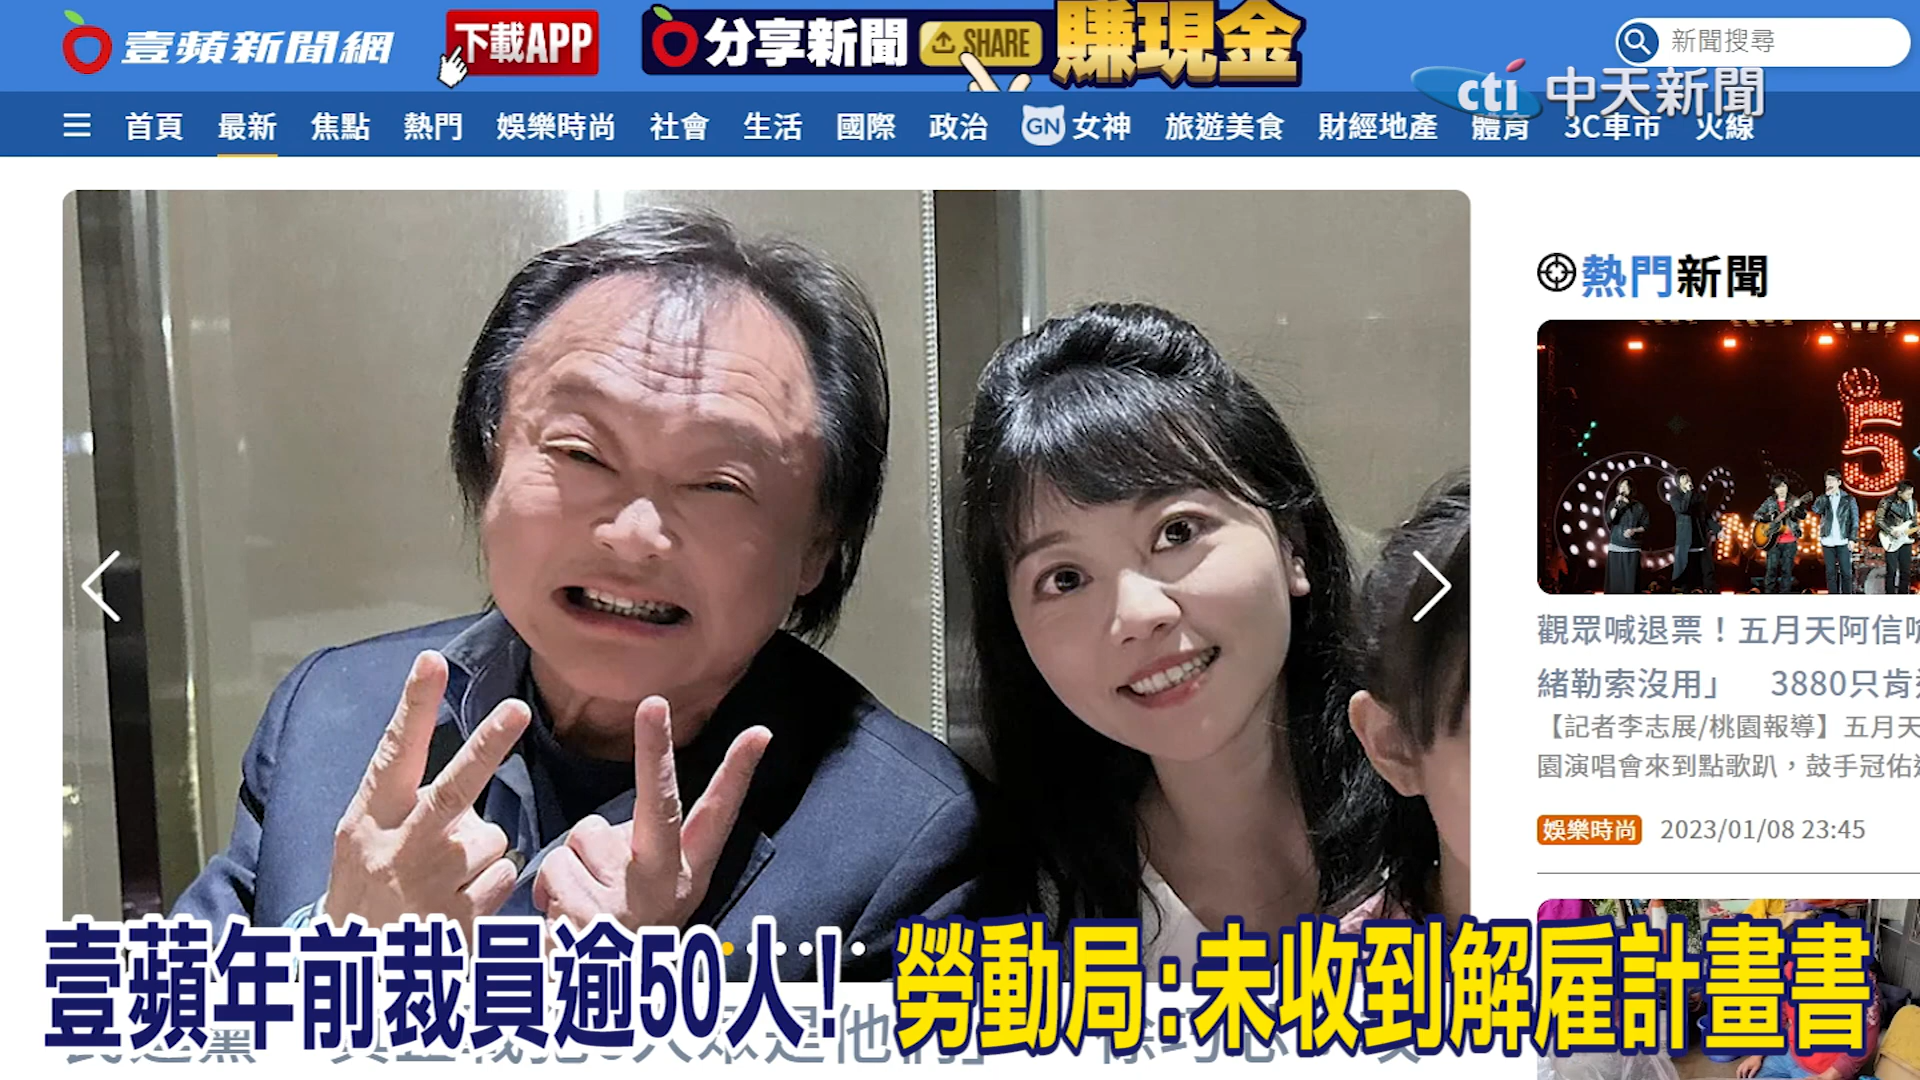 壹蘋新聞網
下載APP
分享新聞 SHARE 賺現金
新聞搜尋
cti 中天新聞
首頁 最新 焦點 熱門 娛樂時尚 社會 生活 國際 政治 GN 女神 旅遊美食 財經地產 體育 3C車市 火線
熱門新聞
5
觀眾喊退票！五月天阿信
緒勒索沒用」 3880只肯
【記者李志展/桃園報導】五月天
園演唱會來到點歌趴，鼓手冠佑
娛樂時尚 2023/01/08 23:45
壹蘋年前裁員逾50人! 勞動局:未收到解雇計畫書